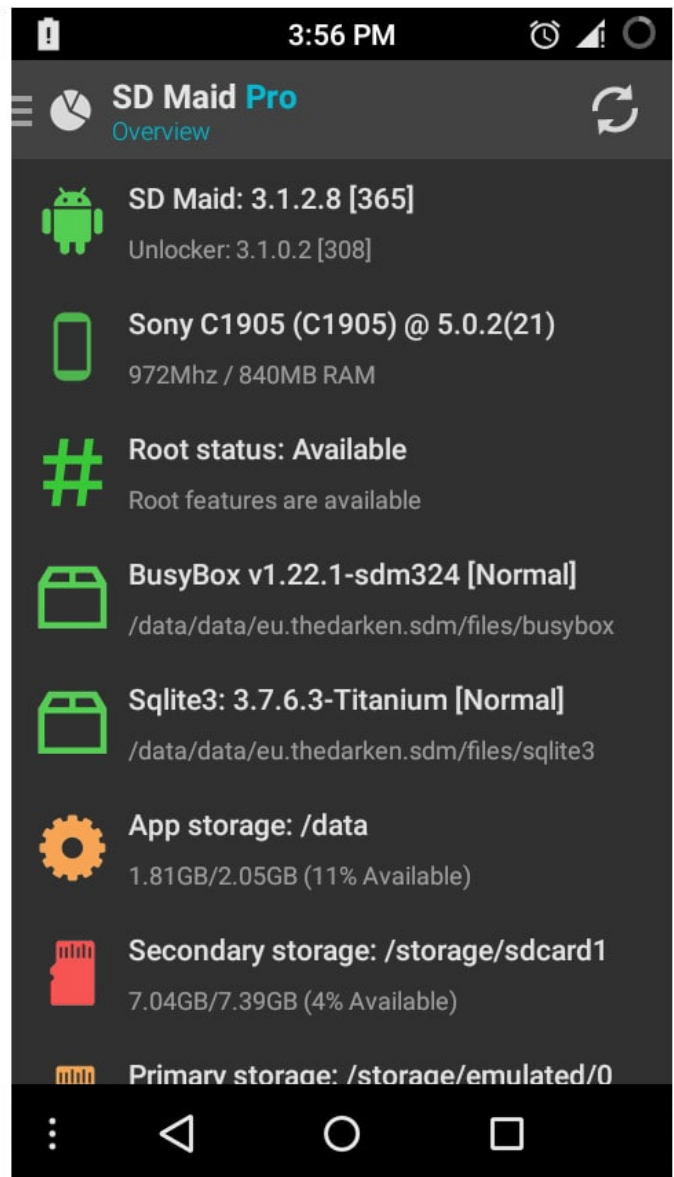 3:56 PM
SD Maid Pro
Overview
SD Maid: 3.1.2.8 [365]
Unlocker: 3.1.0.2 [308]
Sony C1905 (C1905) @ 5.0.2(21)
972Mhz / 840MB RAM
Root status: Available
Root features are available
BusyBox v1.22.1-sdm324 [Normal]
/data/data/eu.thedarken.sdm/files/busybox
Sqlite3: 3.7.6.3-Titanium [Normal]
/data/data/eu.thedarken.sdm/files/sqlite3
App storage: /data
1.81GB/2.05GB (11% Available)
Secondary storage: /storage/sdcard1
7.04GB/7.39GB (4% Available)
Primary storage: /storage/emulated/0